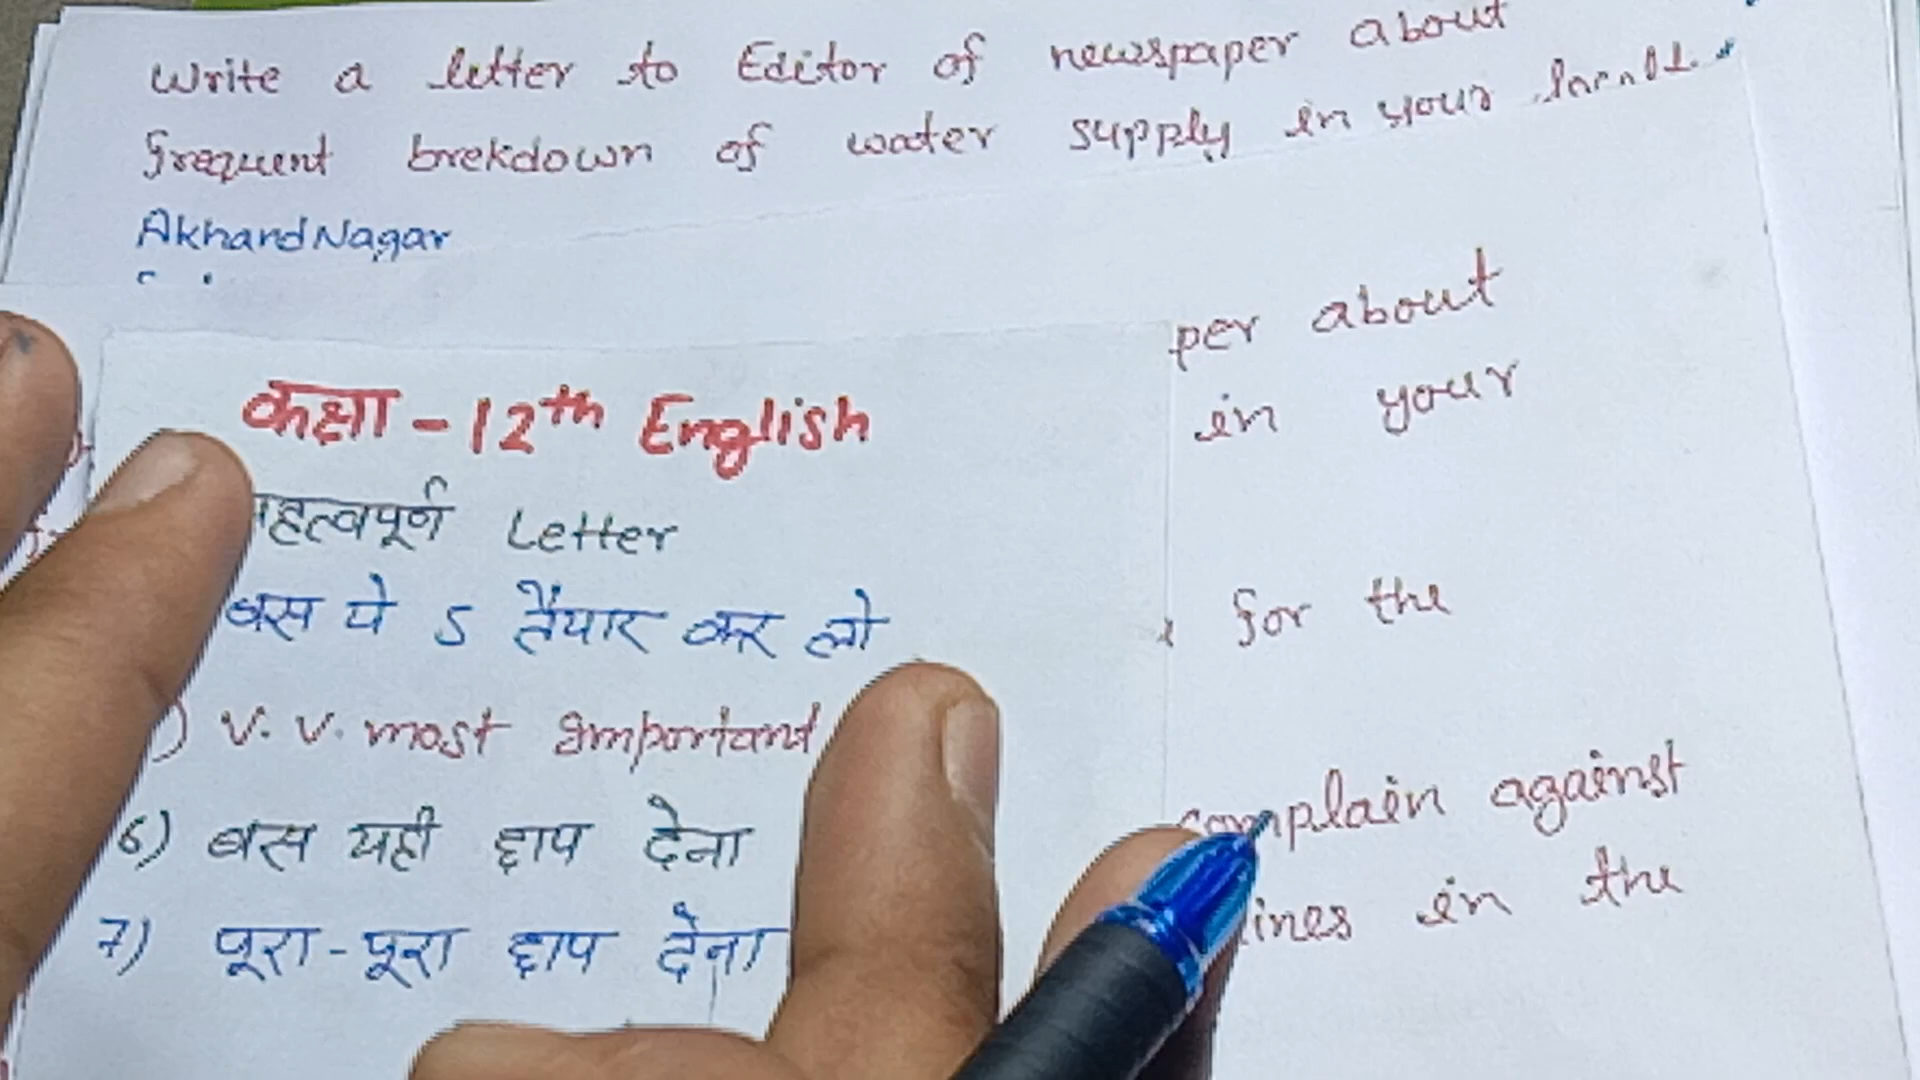 Write a letter to Editor of newspaper about
frequent brekdown of water supply in your
AkhandNagar
per about
in your
कक्षा - 12th English
महत्वपूर्ण Letter
बस ये 5 तैयार कर लो
for the
) V. V. most Important
complain against
6) बस यही छाप देना
ines in the
7) पूरा-पूरा छाप देना